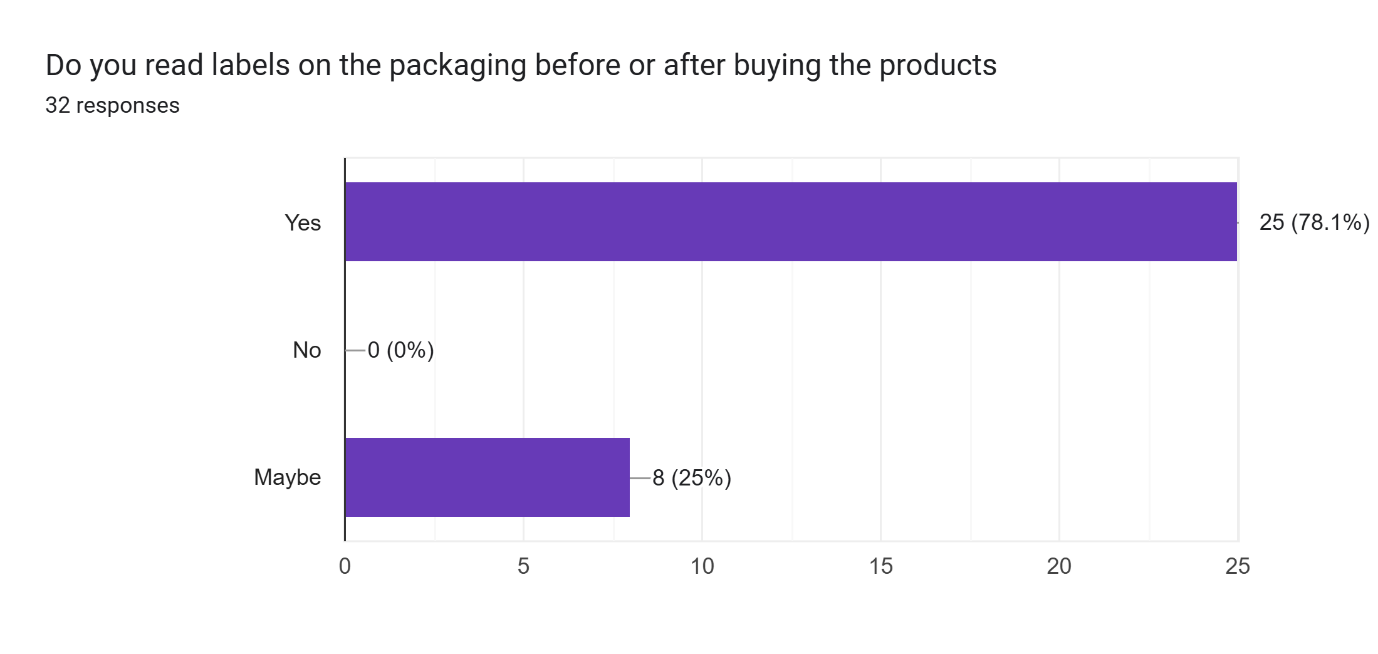 Do you read labels on the packaging before or after buying the products
32 responses
Yes
25 (78.1%)
No
0 (0%)
Maybe
8 (25%)
0
5
10
15
20
25